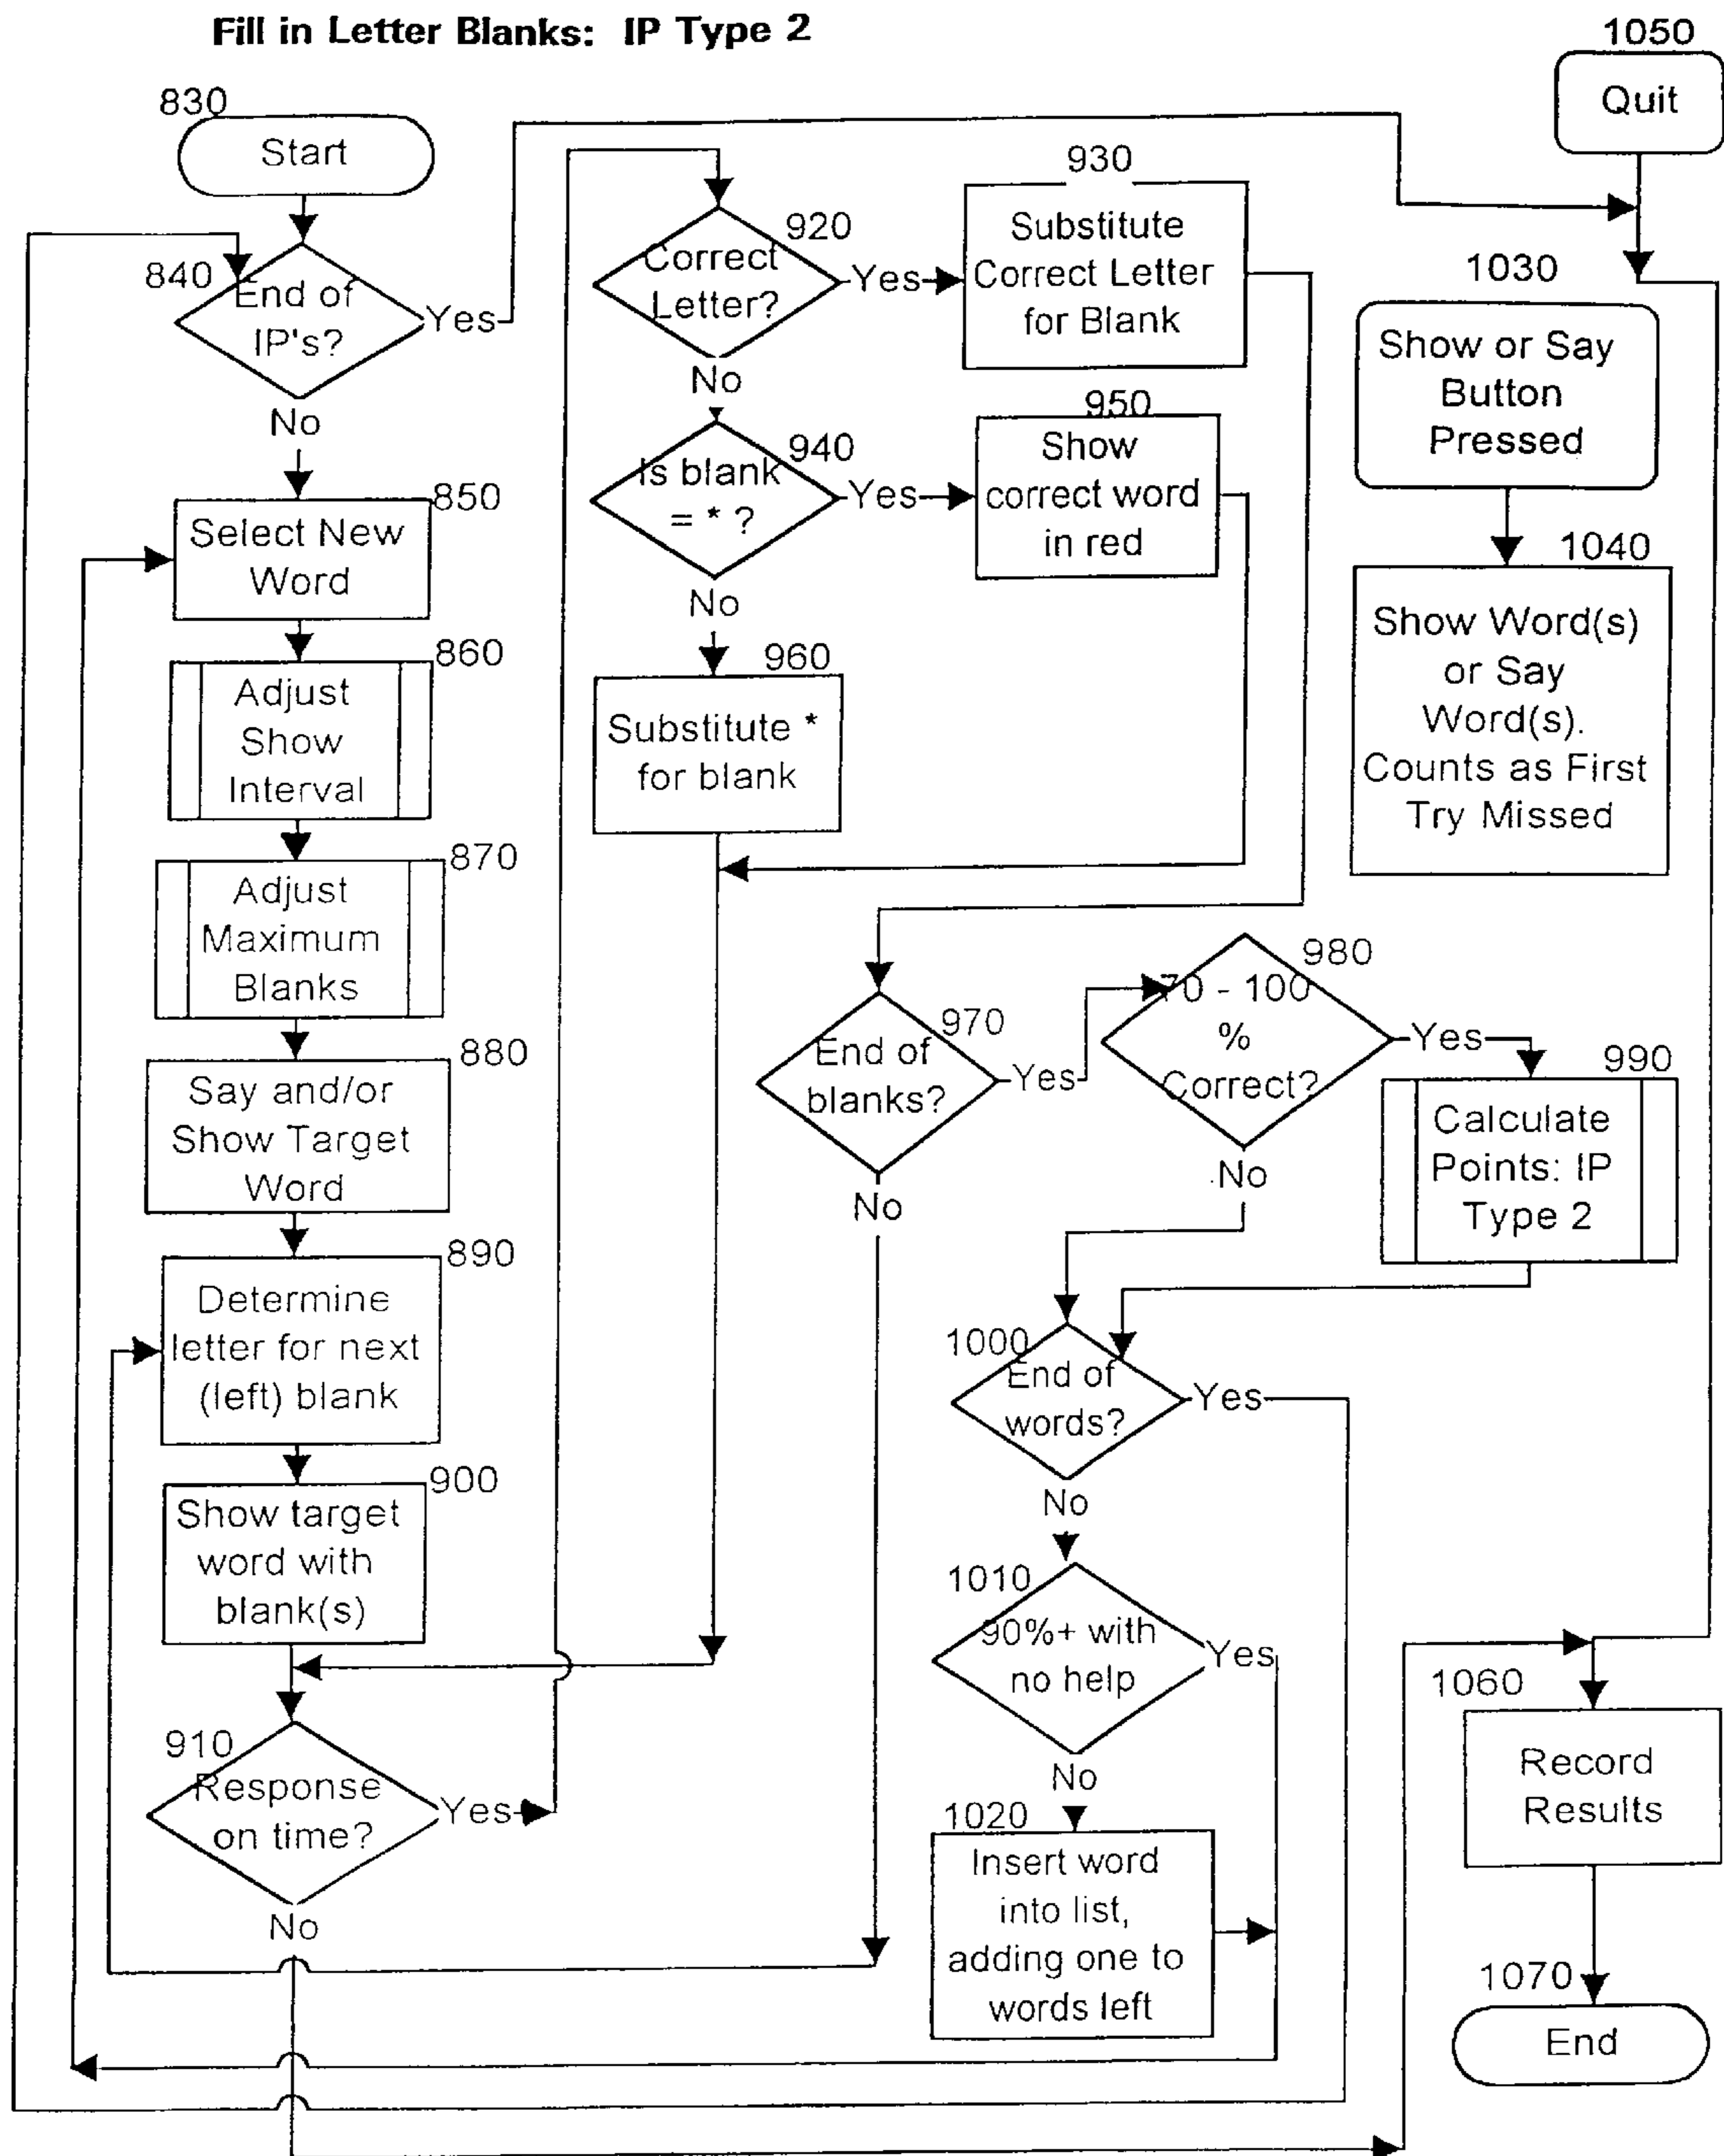 Fill in Letter Blanks: IP Type 2
830
Start
840
End of
IP's?
Yes
No
850
Select New
Word
860
Adjust
Show
Interval
870
Adjust
Maximum
Blanks
880
Say and/or
Show Target
Word
890
Determine
letter for next
(left) blank
900
Show target
word with
blank(s)
910
Response
on time?
Yes
No
920
Correct
Letter?
Yes
No
930
Substitute
Correct Letter
for Blank
940
Is blank
= * ?
Yes
No
950
Show
correct word
in red
960
Substitute *
for blank
970
End of
blanks?
Yes
No
980
70 - 100
%
Correct?
Yes
No
990
Calculate
Points: IP
Type 2
1000
End of
words?
Yes
No
1010
90%+ with
no help
Yes
No
1020
Insert word
into list,
adding one to
words left
1030
Show or Say
Button
Pressed
1040
Show Word(s)
or Say
Word(s).
Counts as First
Try Missed
1050
Quit
1060
Record
Results
1070
End